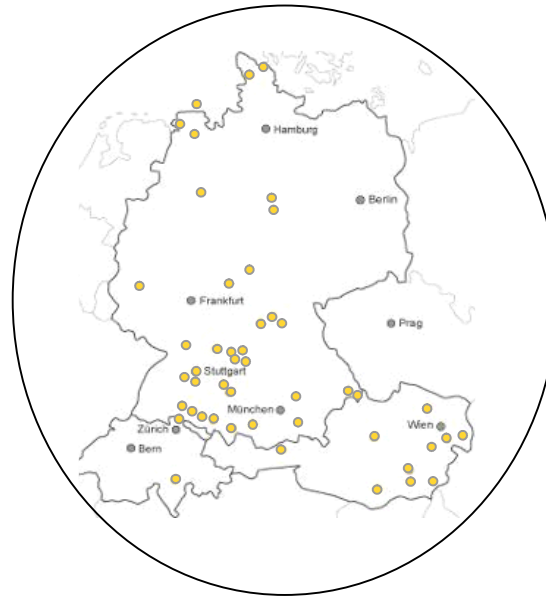 Hamburg
Berlin
Frankfurt
Prag
Stuttgart
München
Wien
Zürich
Bern